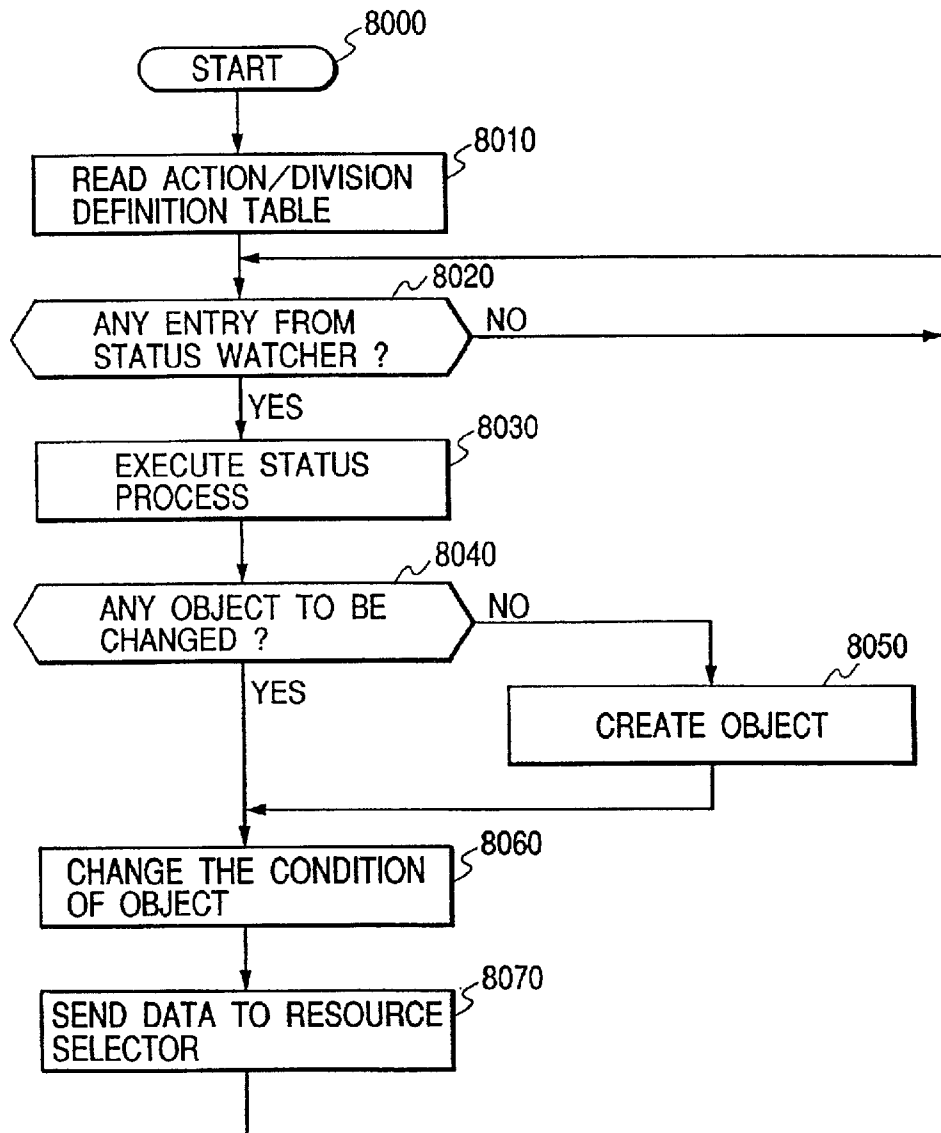 8000
START
8010
READ ACTION/DIVISION
DEFINITION TABLE
8020
ANY ENTRY FROM
STATUS WATCHER ?
NO
YES
8030
EXECUTE STATUS
PROCESS
8040
ANY OBJECT TO BE
CHANGED ?
NO
YES
8050
CREATE OBJECT
8060
CHANGE THE CONDITION
OF OBJECT
8070
SEND DATA TO RESOURCE
SELECTOR